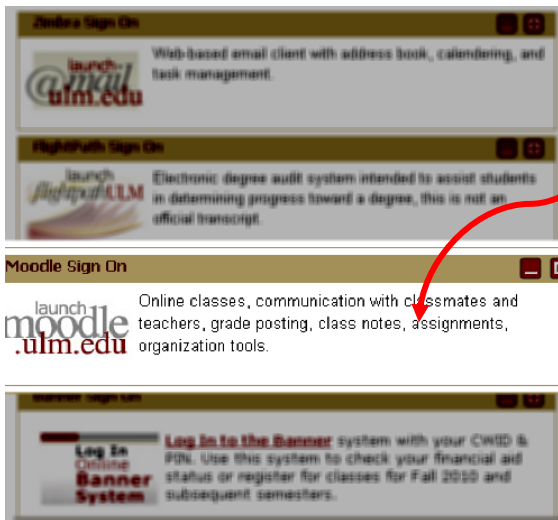 Zimbra Sign On
launch
@mail
ulm.edu
Web-based email client with address book, calendering, and
task management.
FlightPath Sign On
launch
flightpathULM
Electronic degree audit system intended to assist students
in determining progress toward a degree, this is not an
official transcript.
Moodle Sign On
launch
moodle
.ulm.edu
Online classes, communication with classmates and
teachers, grade posting, class notes, assignments,
organization tools.
Banner Sign On
Log In
Online
Banner
System
Log In to the Banner system with your CWID &
PIN. Use this system to check your financial aid
status or register for classes for Fall 2010 and
subsequent semesters.